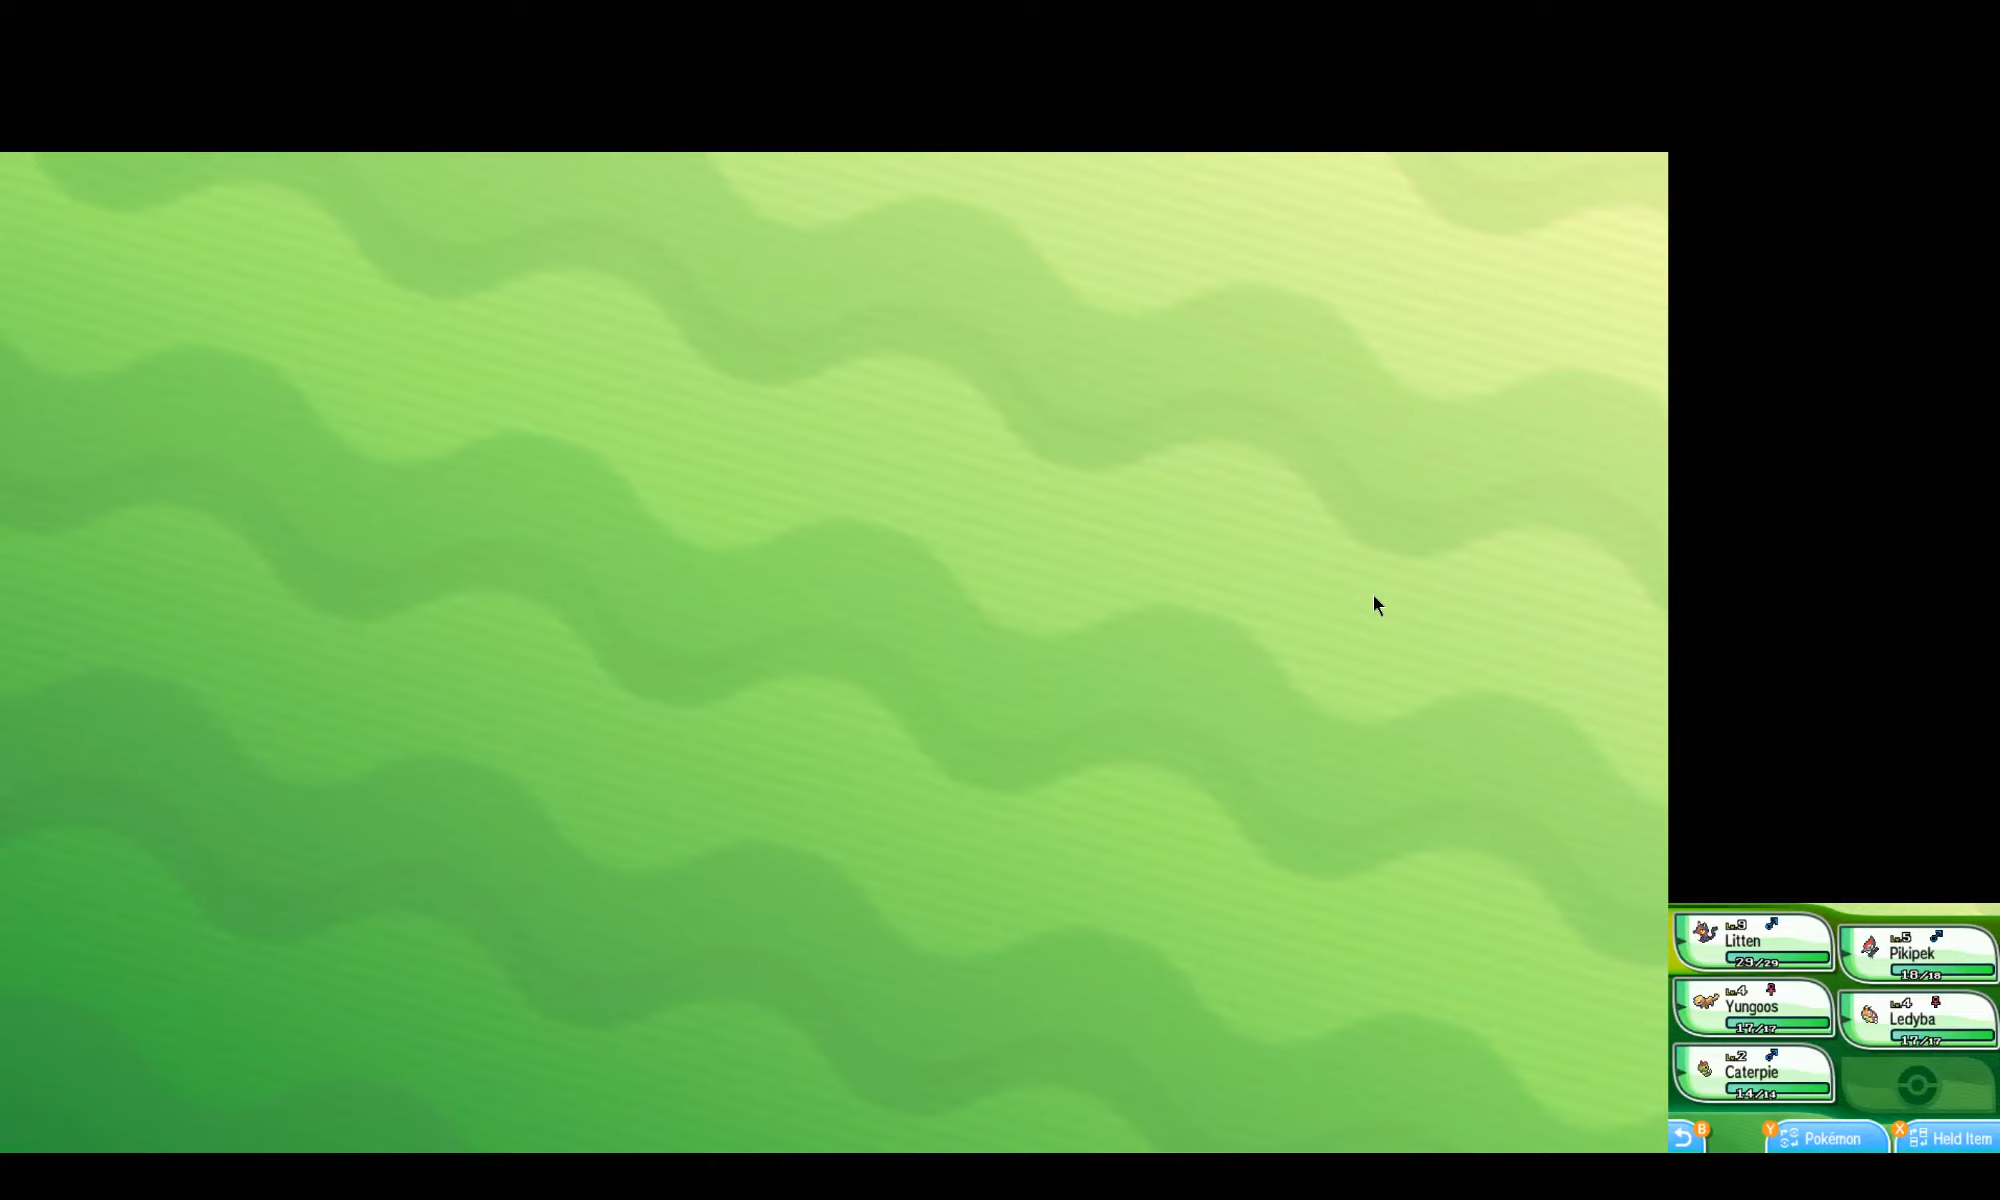 Lv.9
Litten
29/29
Lv.5
Pikipek
18/18
Lv.4
Yungoos
17/17
Lv.4
Ledyba
17/17
Lv.2
Caterpie
14/14
B
Y Pokémon
X Held Item